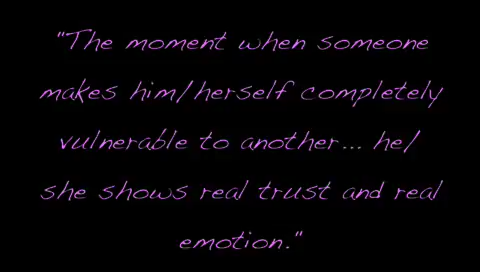 "The moment when someone
makes him/herself completely
vulnerable to another... he/
she shows real trust and real
emotion."